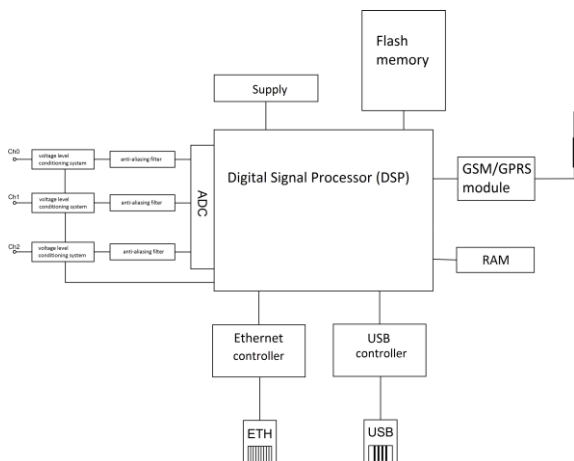 Flash
memory
Supply
Ch0
voltage level
conditioning system
anti-aliasing filter
Digital Signal Processor (DSP)
GSM/GPRS
module
ADC
Ch1
voltage level
conditioning system
anti-aliasing filter
Ch2
voltage level
conditioning system
anti-aliasing filter
RAM
Ethernet
controller
USB
controller
ETH
USB